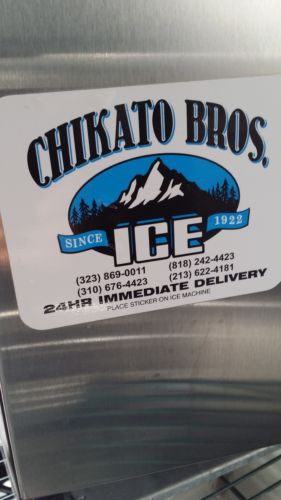 CHIKATO BROS.
SINCE ICE 1922
(323) 869-0011 (818) 242-4423
(310) 676-4423 (213) 622-4181
24HR IMMEDIATE DELIVERY
PLACE STICKER ON ICE MACHINE